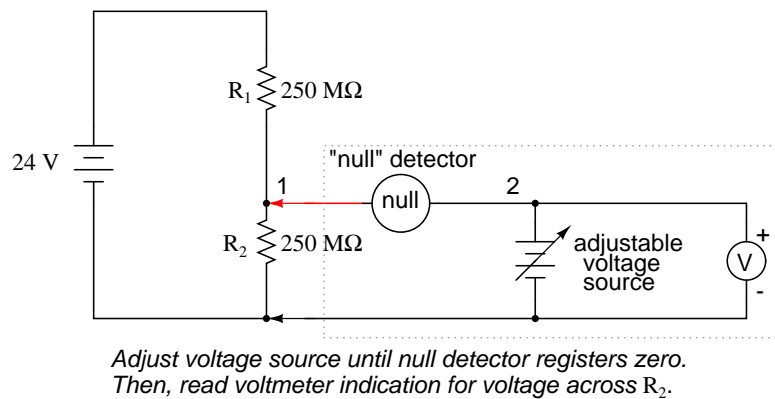 R₁ 250 MΩ
24 V
"null" detector
1
null
2
R₂ 250 MΩ
adjustable
voltage
source
+
V
-
Adjust voltage source until null detector registers zero.
Then, read voltmeter indication for voltage across R₂.